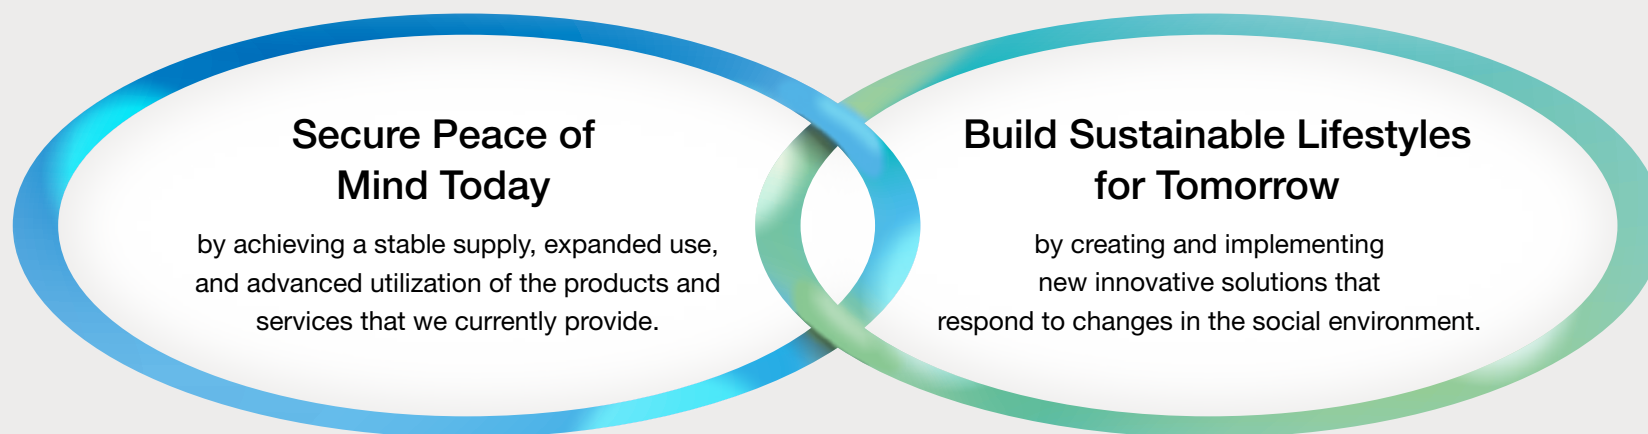 Secure Peace of
Mind Today
by achieving a stable supply, expanded use,
and advanced utilization of the products and
services that we currently provide.
Build Sustainable Lifestyles
for Tomorrow
by creating and implementing
new innovative solutions that
respond to changes in the social environment.